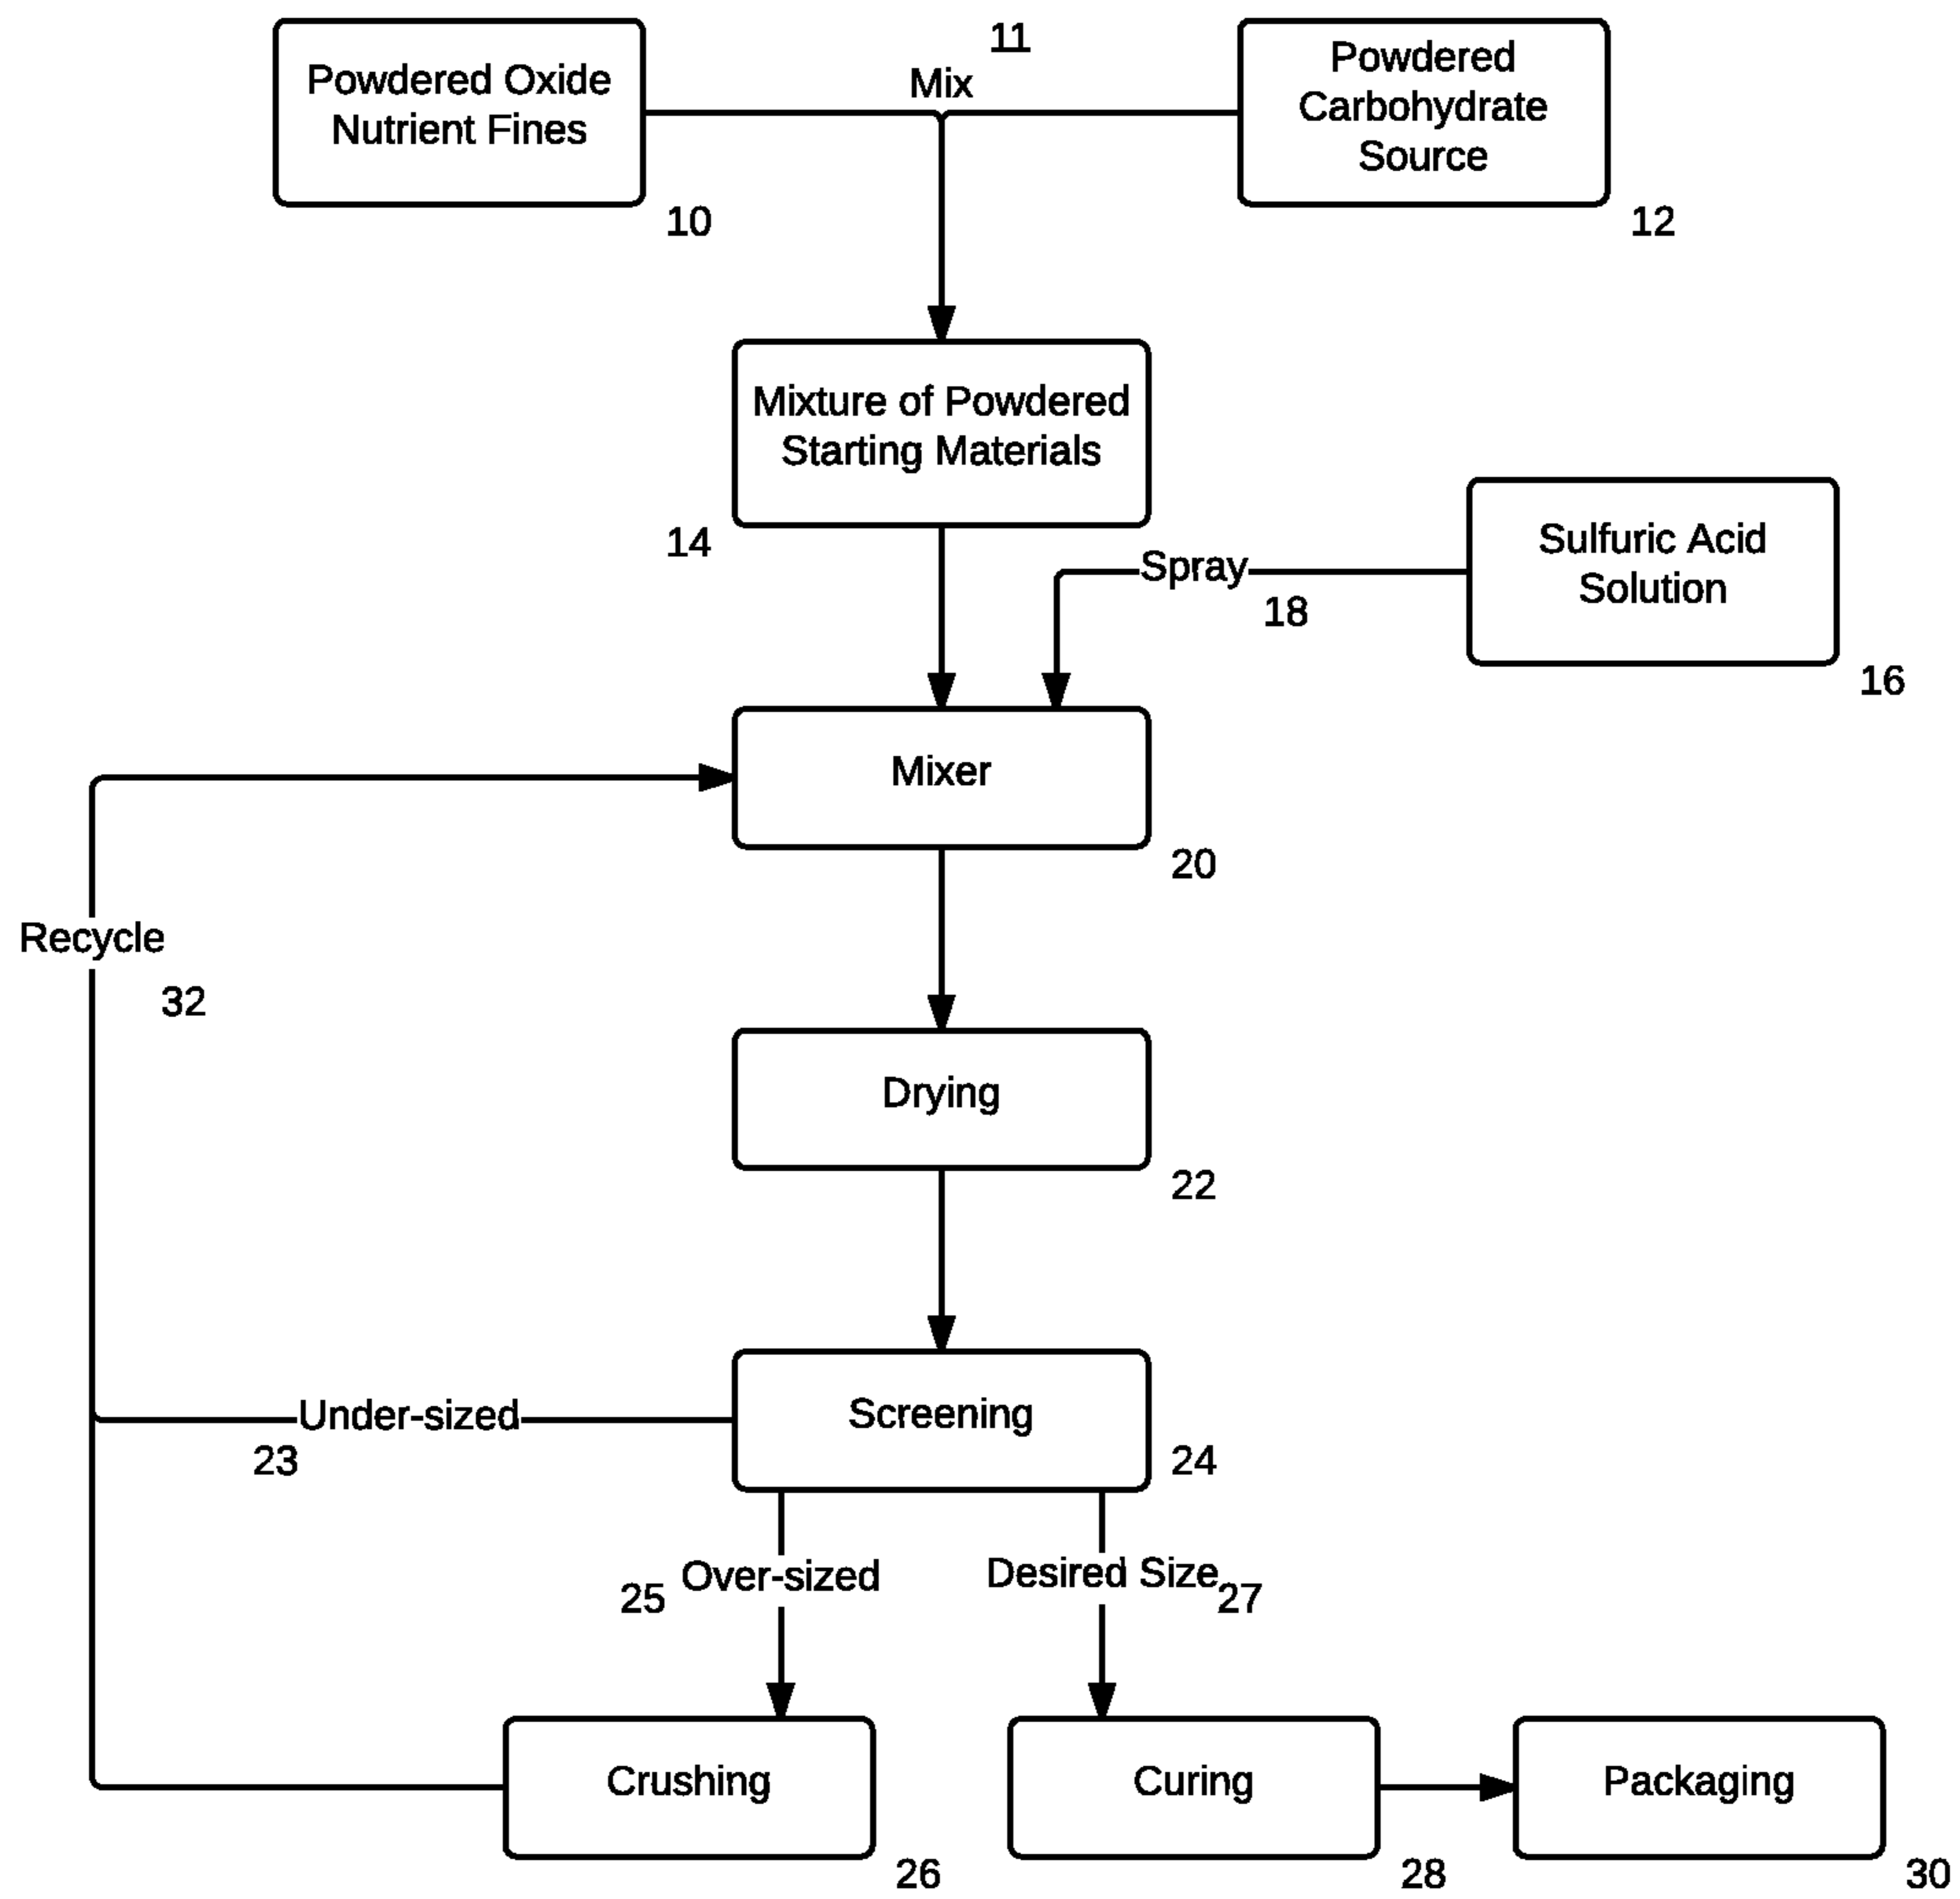 11
Mix
Powdered Oxide
Nutrient Fines
10
Powdered
Carbohydrate
Source
12
Mixture of Powdered
Starting Materials
14
Spray
18
Sulfuric Acid
Solution
16
Mixer
20
Recycle
32
Drying
22
Screening
24
Under-sized
23
Over-sized
25
Desired Size
27
Crushing
26
Curing
28
Packaging
30